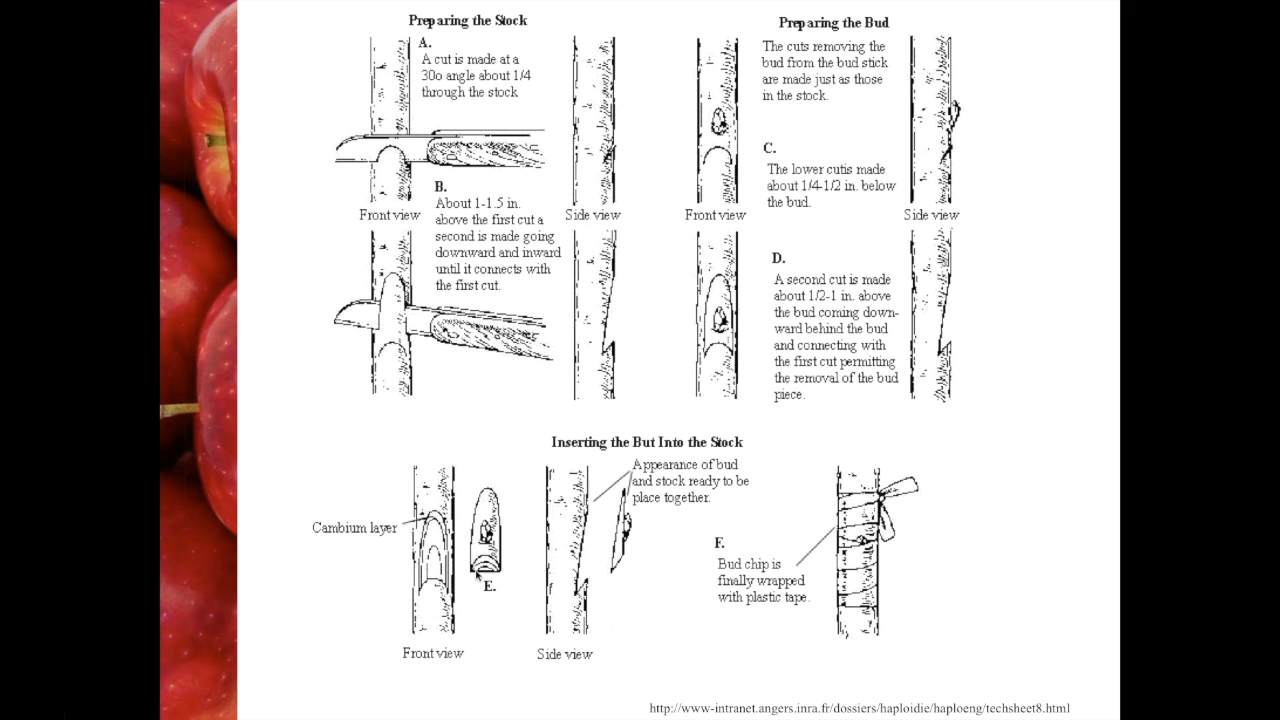 Preparing the Stock
A.
A cut is made at a
30o angle about 1/4
through the stock
B.
About 1-1.5 in.
above the first cut a
second is made going
downward and inward
until it connects with
the first cut.
Front view
Side view
Preparing the Bud
The cuts removing the
bud from the bud stick
are made just as those
in the stock.
C.
The lower cutis made
about 1/4-1/2 in. below
the bud.
Front view
Side view
D.
A second cut is made
about 1/2-1 in. above
the bud coming down-
ward behind the bud
and connecting with
the first cut permitting
the removal of the bud
piece.
Inserting the But Into the Stock
Appearance of bud
and stock ready to be
place together.
Cambium layer
E.
F.
Bud chip is
finally wrapped
with plastic tape.
Front view
Side view
http://www-intranet.angers.inra.fr/dossiers/haploidie/haploeng/techsheet8.html